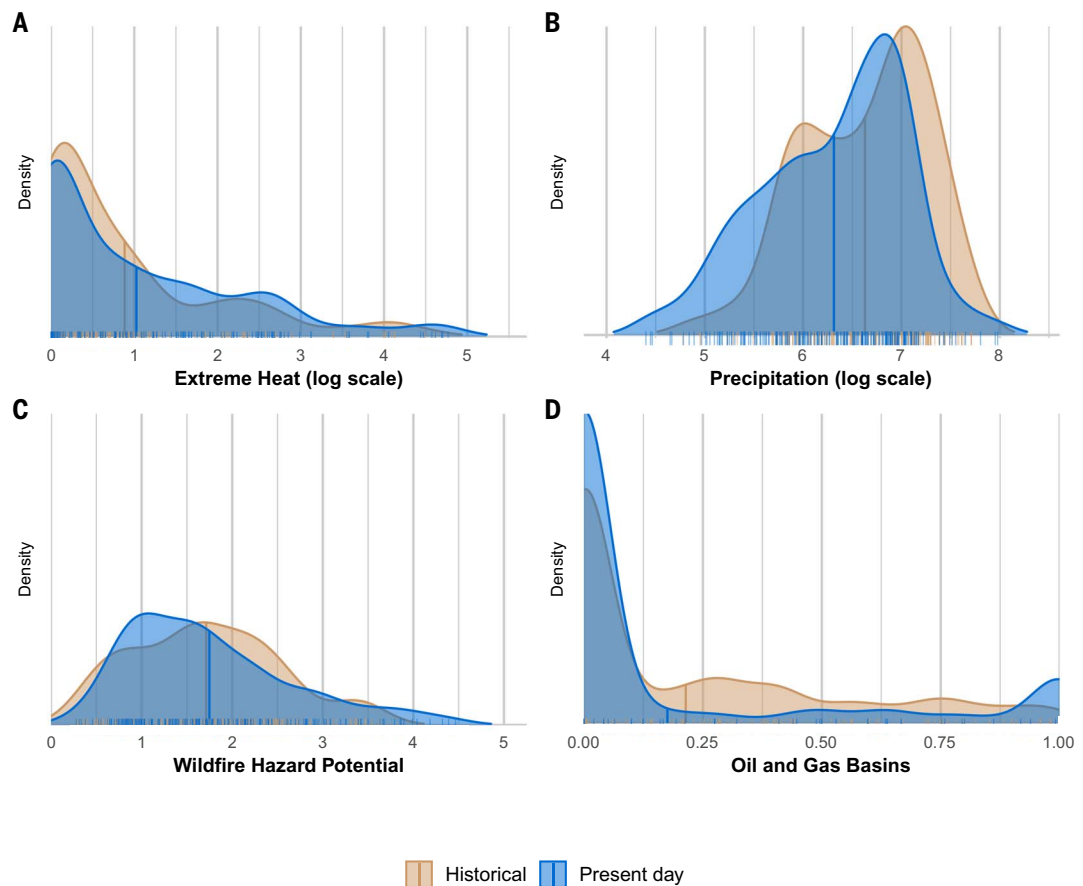 A
B
Density
Density
0 1 2 3 4 5
4 5 6 7 8
Extreme Heat (log scale)
Precipitation (log scale)
C
D
Density
Density
0 1 2 3 4 5
0.00 0.25 0.50 0.75 1.00
Wildfire Hazard Potential
Oil and Gas Basins
Historical Present day